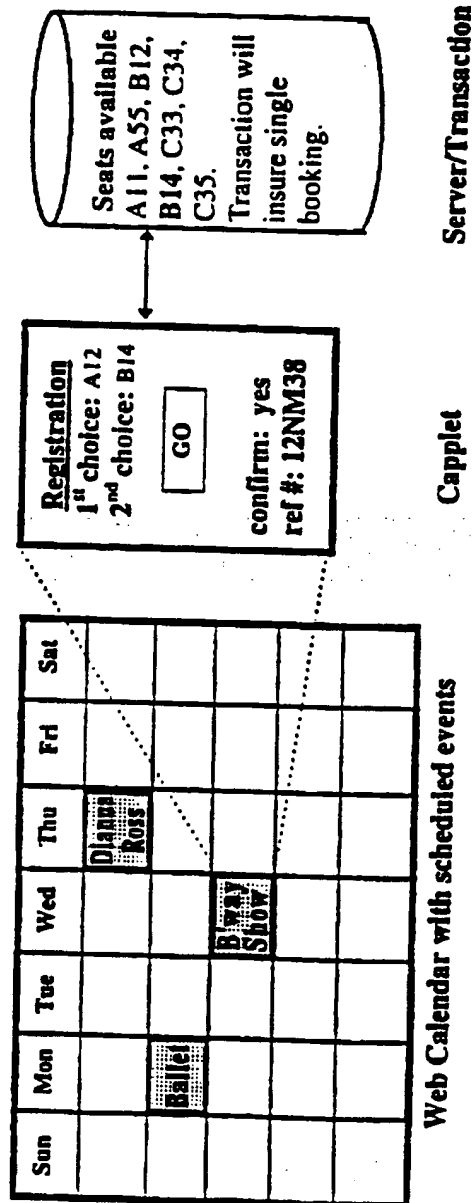 Sun Mon Tue Wed Thu Fri Sat
Dianna
Ross
Ballet
B'way
Show
Web Calendar with scheduled events
Registration
1st choice: A12
2nd choice: B14
GO
confirm: yes
ref #: 12NM38
Capplet
Seats available
A11, A55, B12,
B14, C33, C34,
C35.
Transaction will
insure single
booking.
Server/Transaction